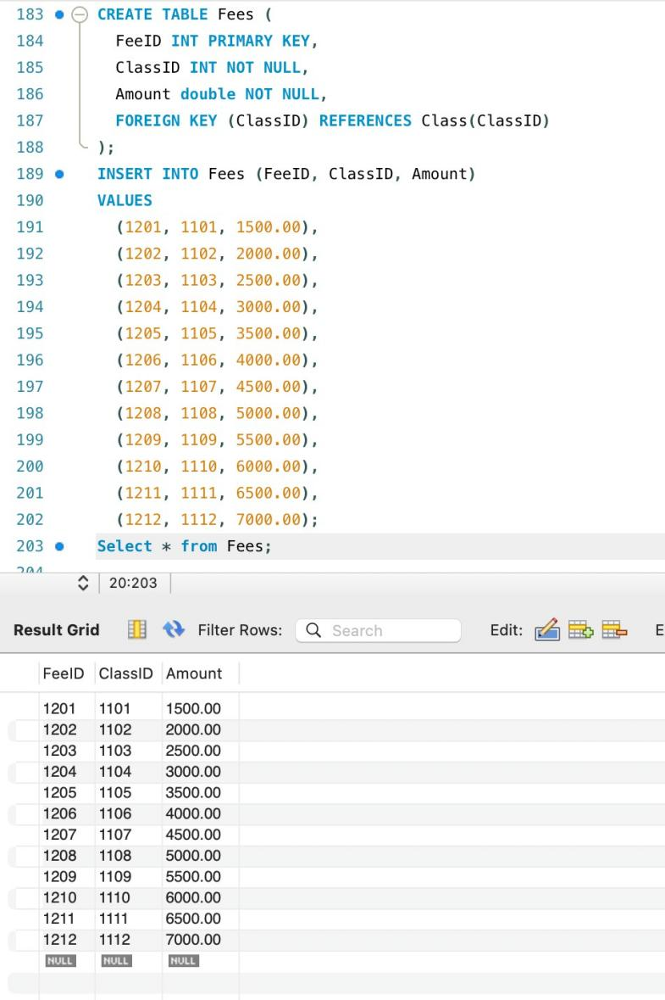 183 CREATE TABLE Fees (
184 FeeID INT PRIMARY KEY,
185 ClassID INT NOT NULL,
186 Amount double NOT NULL,
187 FOREIGN KEY (ClassID) REFERENCES Class(ClassID)
188 );
189 INSERT INTO Fees (FeeID, ClassID, Amount)
190 VALUES
191 (1201, 1101, 1500.00),
192 (1202, 1102, 2000.00),
193 (1203, 1103, 2500.00),
194 (1204, 1104, 3000.00),
195 (1205, 1105, 3500.00),
196 (1206, 1106, 4000.00),
197 (1207, 1107, 4500.00),
198 (1208, 1108, 5000.00),
199 (1209, 1109, 5500.00),
200 (1210, 1110, 6000.00),
201 (1211, 1111, 6500.00),
202 (1212, 1112, 7000.00);
203 Select * from Fees;
204
20:203
Result Grid Filter Rows: Search Edit: E
FeeID ClassID Amount
1201 1101 1500.00
1202 1102 2000.00
1203 1103 2500.00
1204 1104 3000.00
1205 1105 3500.00
1206 1106 4000.00
1207 1107 4500.00
1208 1108 5000.00
1209 1109 5500.00
1210 1110 6000.00
1211 1111 6500.00
1212 1112 7000.00
NULL NULL NULL